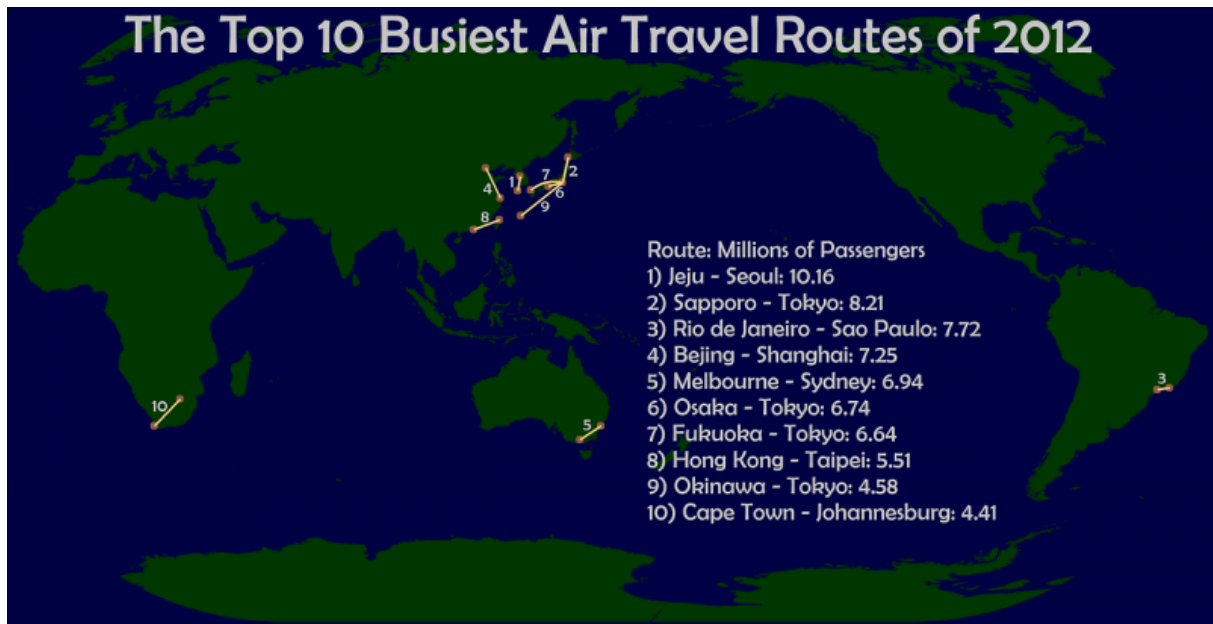 The Top 10 Busiest Air Travel Routes of 2012
7
2
1
4
6
9
8
Route: Millions of Passengers
1) Jeju - Seoul: 10.16
2) Sapporo - Tokyo: 8.21
3) Rio de Janeiro - Sao Paulo: 7.72
4) Bejing - Shanghai: 7.25
5) Melbourne - Sydney: 6.94
6) Osaka - Tokyo: 6.74
7) Fukuoka - Tokyo: 6.64
8) Hong Kong - Taipei: 5.51
9) Okinawa - Tokyo: 4.58
10) Cape Town - Johannesburg: 4.41
3
10
5